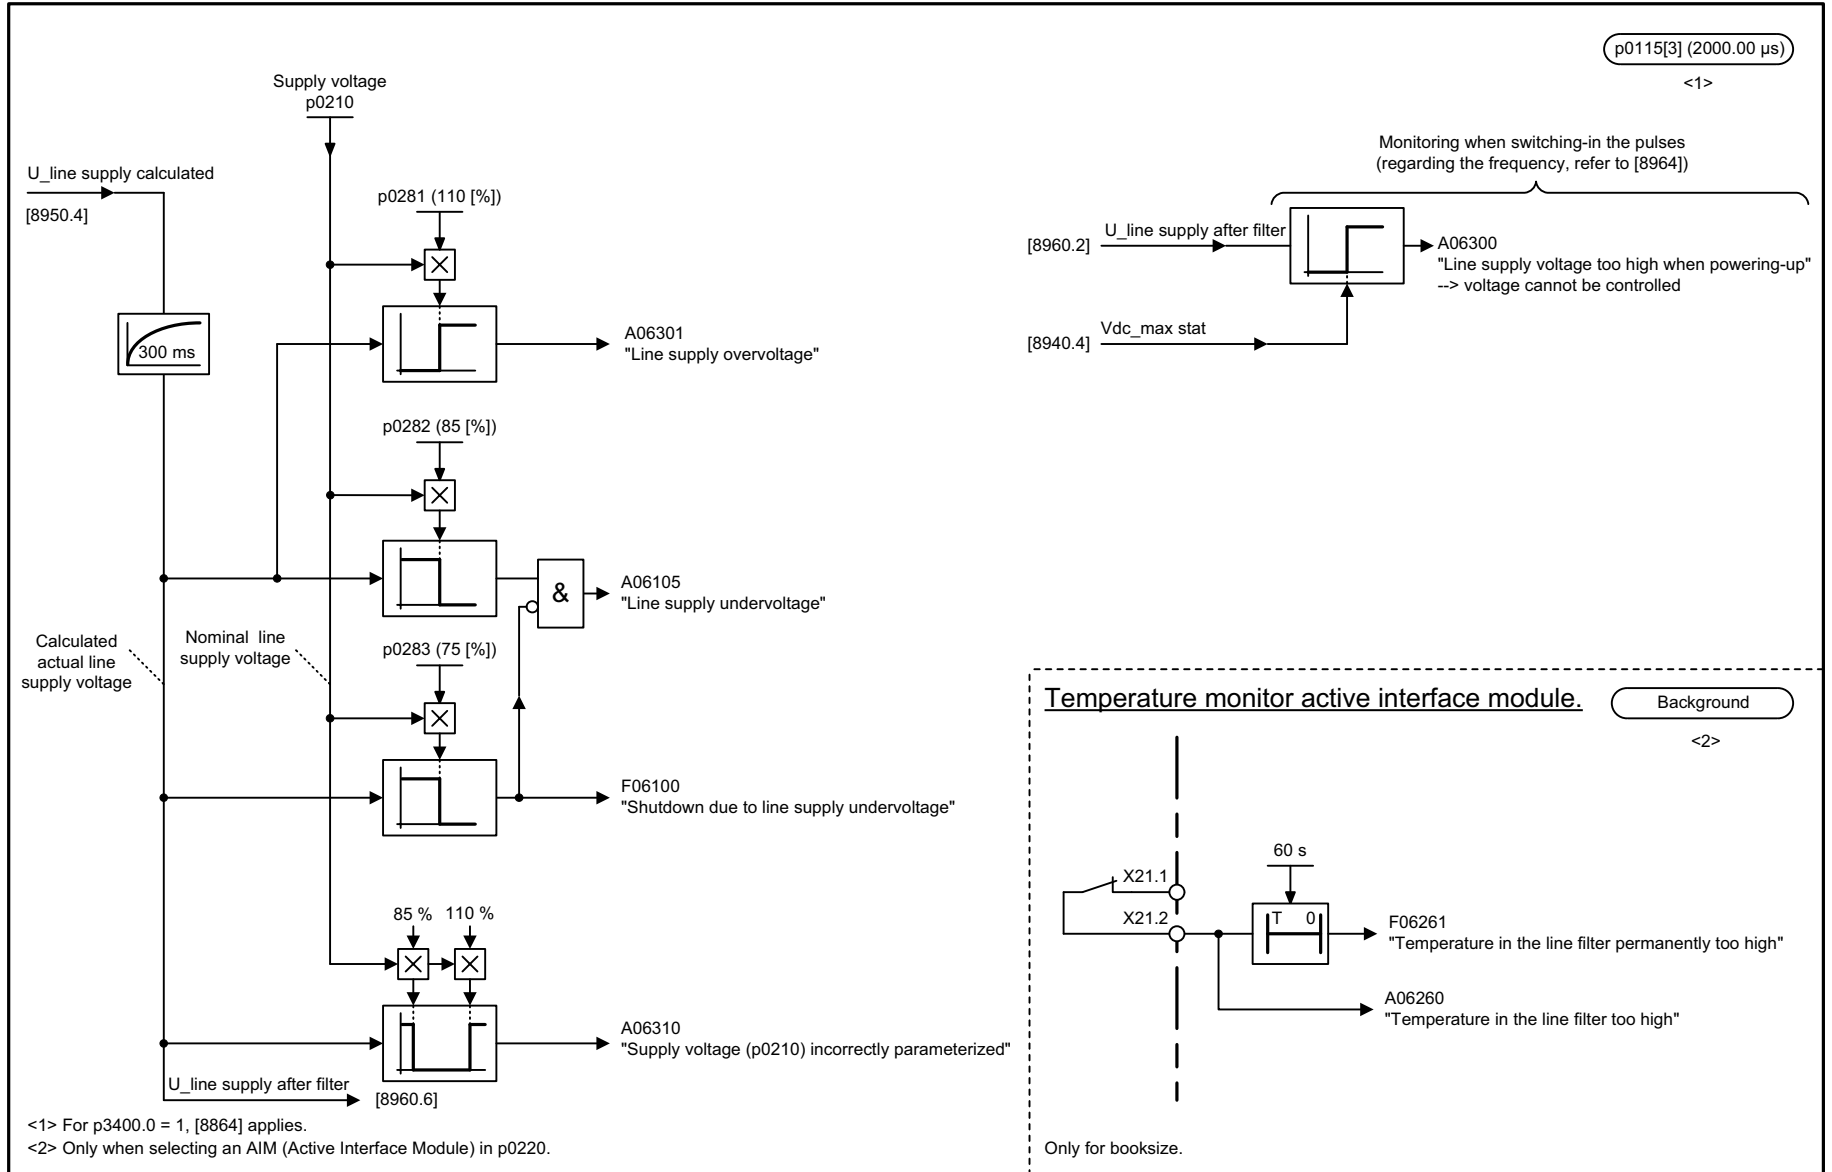 p0115[3] (2000.00 µs)
<1>
Supply voltage
p0210
U_line supply calculated
[8950.4]
p0281 (110 [%])
300 ms
A06301
"Line supply overvoltage"
p0282 (85 [%])
&
A06105
"Line supply undervoltage"
Calculated
actual line
supply voltage
Nominal line
supply voltage
p0283 (75 [%])
F06100
"Shutdown due to line supply undervoltage"
85 %
110 %
A06310
"Supply voltage (p0210) incorrectly parameterized"
U_line supply after filter
[8960.6]
<1> For p3400.0 = 1, [8864] applies.
<2> Only when selecting an AIM (Active Interface Module) in p0220.
Monitoring when switching-in the pulses
(regarding the frequency, refer to [8964])
[8960.2]
U_line supply after filter
A06300
"Line supply voltage too high when powering-up"
--> voltage cannot be controlled
[8940.4]
Vdc_max stat
Temperature monitor active interface module.
Background
<2>
60 s
X21.1
X21.2
T 0
F06261
"Temperature in the line filter permanently too high"
A06260
"Temperature in the line filter too high"
Only for booksize.